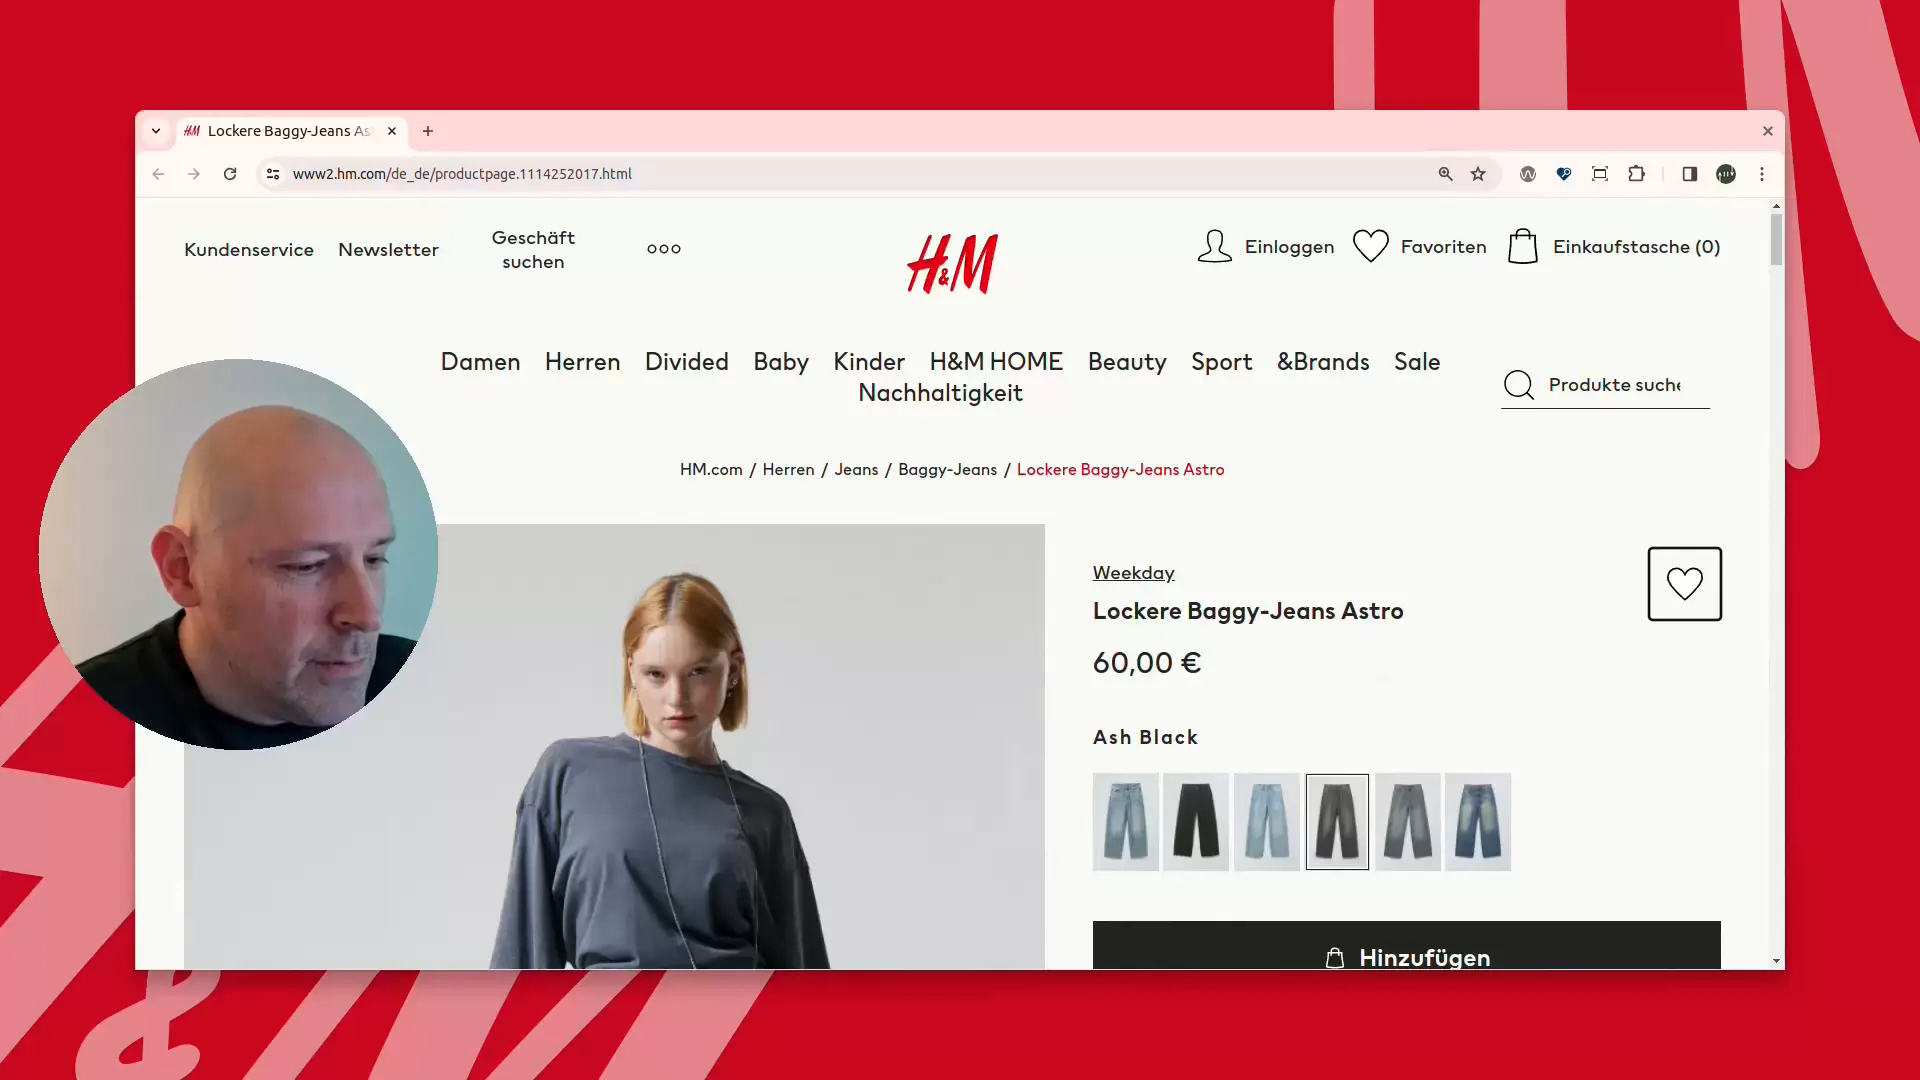 H&M Lockere Baggy-Jeans As
www2.hm.com/de_de/productpage.1114252017.html
Kundenservice
Newsletter
Geschäft
suchen
H&M
Einloggen
Favoriten
Einkaufstasche (0)
Damen Herren Divided Baby Kinder H&M HOME Beauty Sport &Brands Sale
Nachhaltigkeit
Produkte suche
HM.com / Herren / Jeans / Baggy-Jeans / Lockere Baggy-Jeans Astro
Weekday
Lockere Baggy-Jeans Astro
60,00 €
Ash Black
Hinzufügen